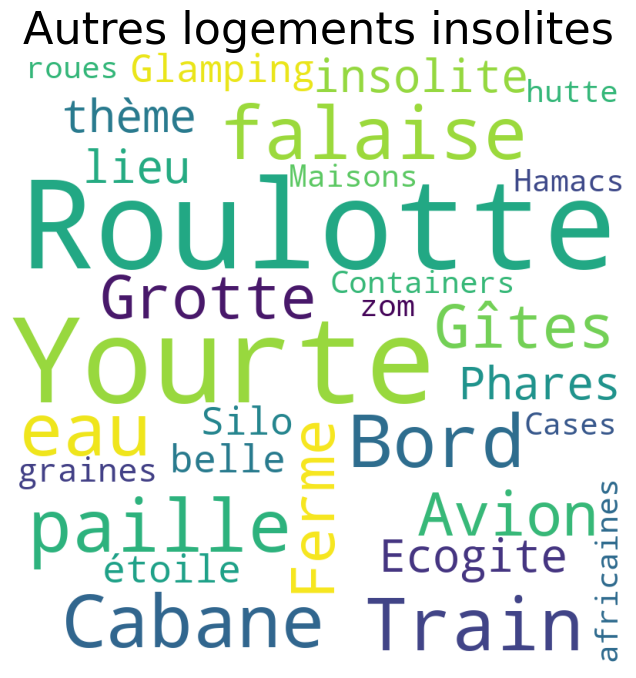 Autres logements insolites
roues Glamping insolite
hutte
thème falaise
lieu Maisons Hamacs
Roulotte
Grotte Containers
zom
Yourte Gîtes
Phares
eau Silo Bord Cases
graines belle
Ferme
paille Avion
étoile Ecogite
africaines
Cabane Train